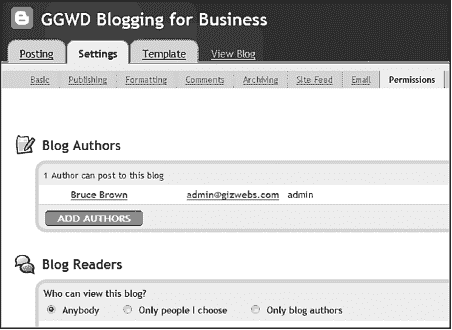 GGWD Blogging for Business
Posting Settings Template View Blog
Basic Publishing Formatting Comments Archiving Site Feed Email Permissions
Blog Authors
1 Author can post to this blog
Bruce Brown admin@gizwebs.com admin
ADD AUTHORS
Blog Readers
Who can view this blog?
Anybody Only people I choose Only blog authors